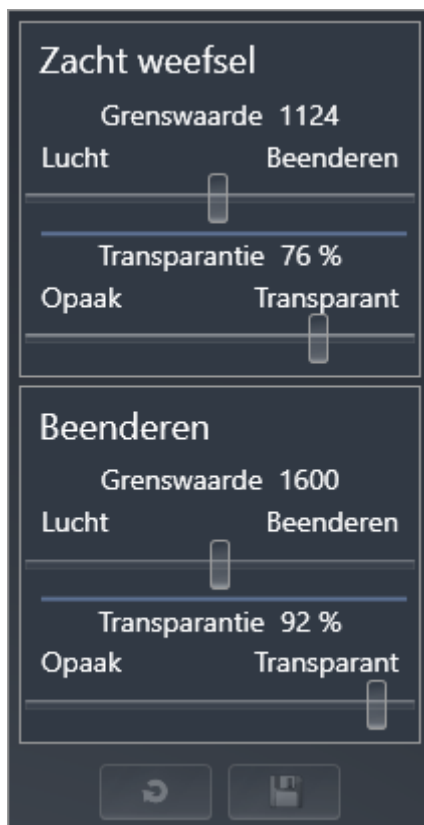 Zacht weefsel
Grenswaarde 1124
Lucht Beenderen
Transparantie 76 %
Opaak Transparant
Beenderen
Grenswaarde 1600
Lucht Beenderen
Transparantie 92 %
Opaak Transparant